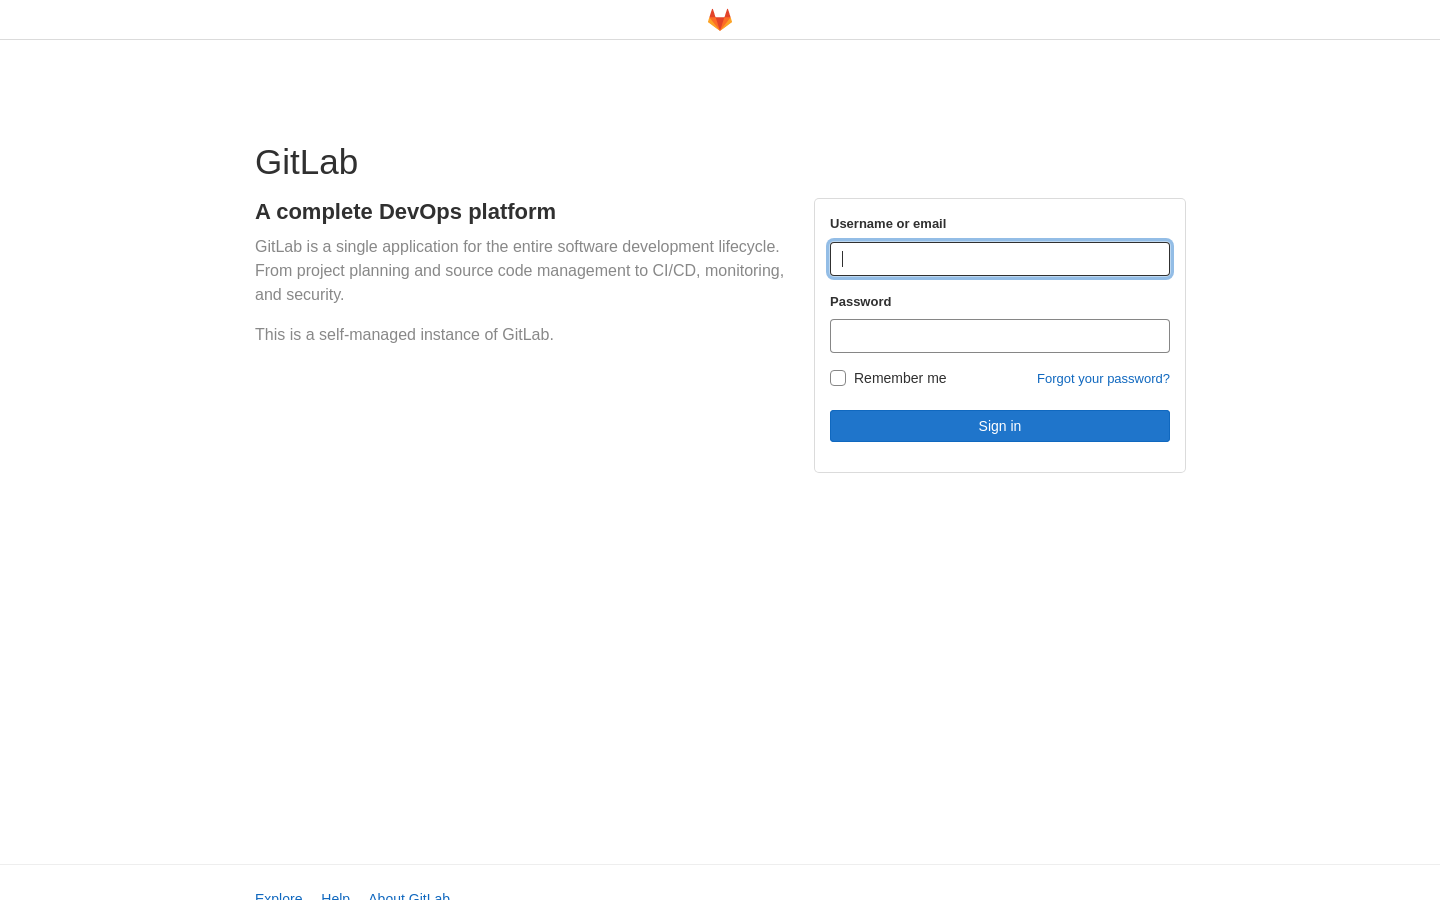 GitLab
A complete DevOps platform
GitLab is a single application for the entire software development lifecycle.
From project planning and source code management to CI/CD, monitoring,
and security.
This is a self-managed instance of GitLab.
Username or email
Password
Remember me
Forgot your password?
Sign in
Explore Help About GitLab